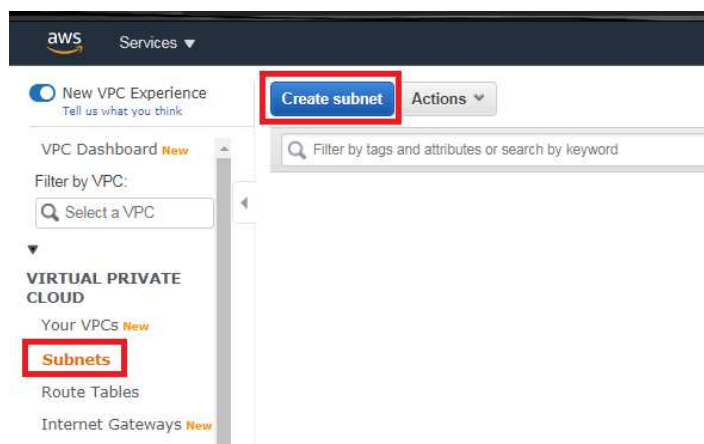 aws Services ▼
New VPC Experience
Tell us what you think
Create subnet Actions
VPC Dashboard New
Filter by tags and attributes or search by keyword
Filter by VPC:
Select a VPC
VIRTUAL PRIVATE
CLOUD
Your VPCs New
Subnets
Route Tables
Internet Gateways New